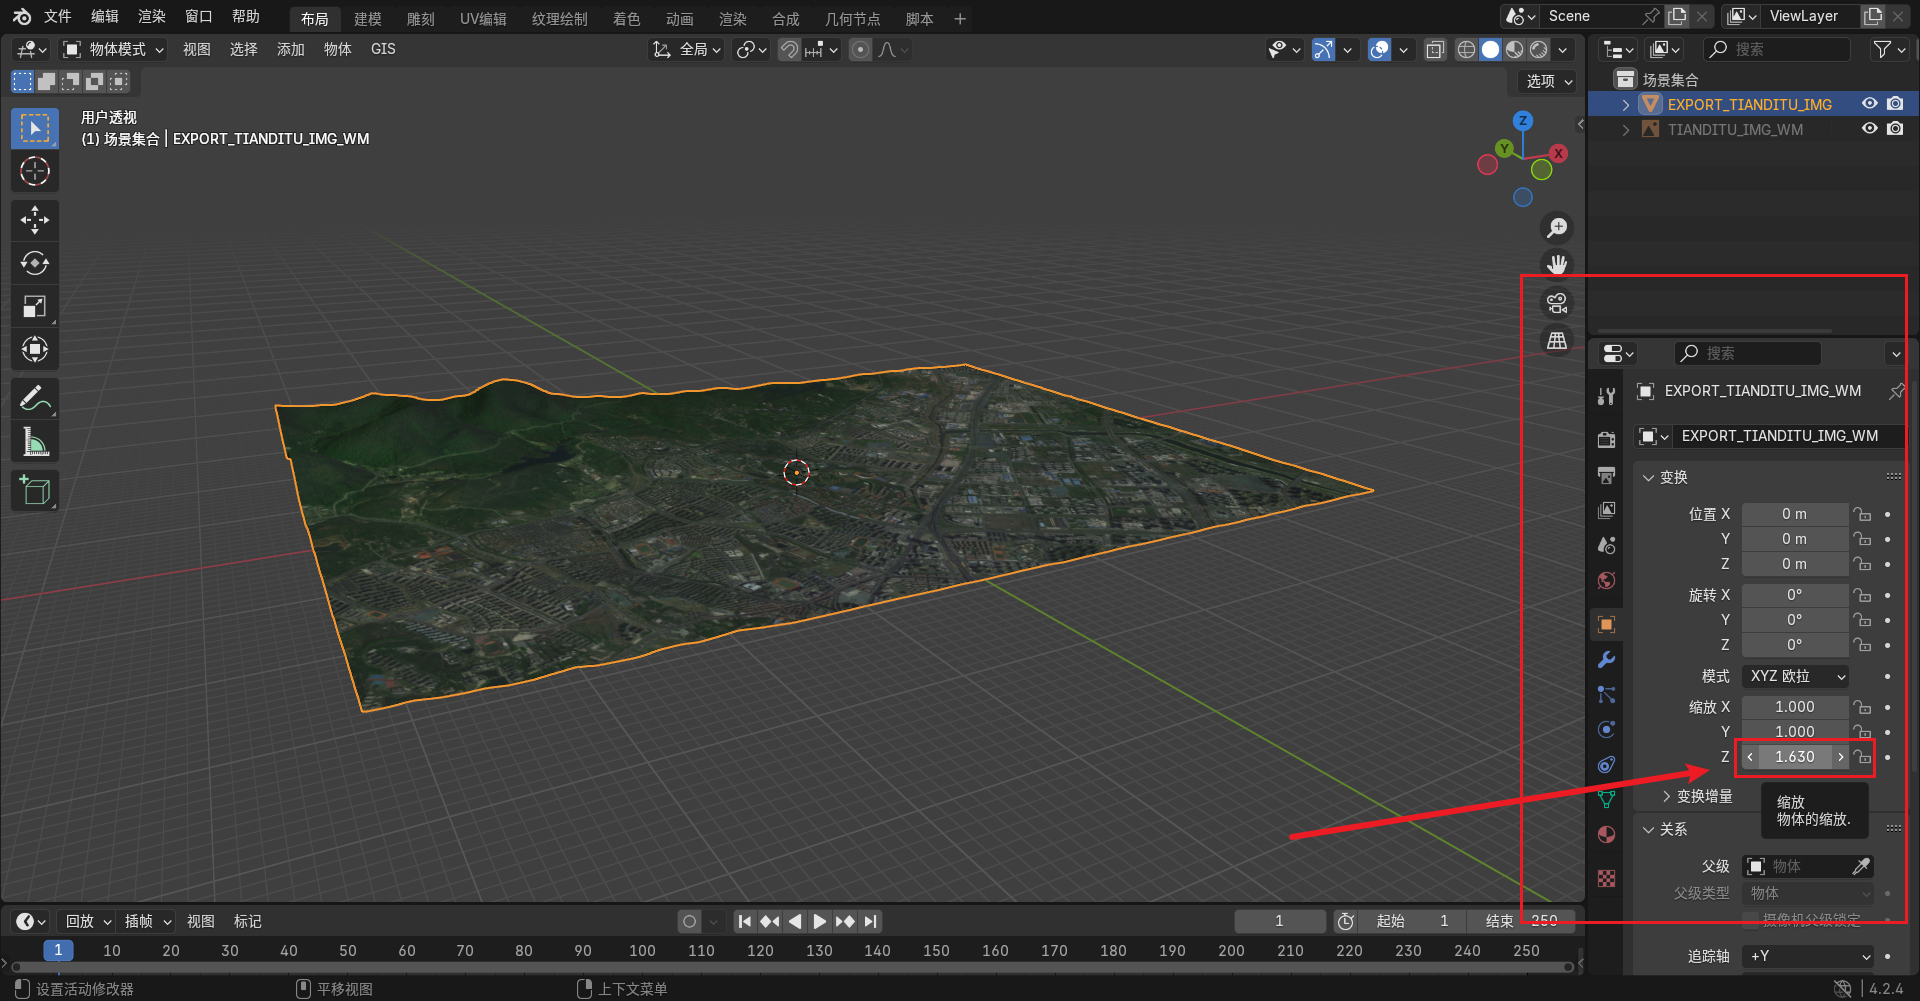 文件 编辑 渲染 窗口 帮助 布局 建模 雕刻 UV编辑 纹理绘制 着色 动画 渲染 合成 几何节点 脚本 Scene ViewLayer
物体模式 视图 选择 添加 物体 GIS 全局 搜索
选项
用户透视
(1) 场景集合 | EXPORT_TIANDITU_IMG_WM
Z
Y
X
场景集合
EXPORT_TIANDITU_IMG
TIANDITU_IMG_WM
搜索
EXPORT_TIANDITU_IMG_WM
EXPORT_TIANDITU_IMG_WM
变换
位置 X 0 m
Y 0 m
Z 0 m
旋转 X 0°
Y 0°
Z 0°
模式 XYZ 欧拉
缩放 X 1.000
Y 1.000
Z 1.630
变换增量
缩放
物体的缩放.
关系
父级 物体
父级类型 物体
摄像机父级锁定
追踪轴 +Y
回放 插帧 视图 标记 1 起始 1 结束 250
1 10 20 30 40 50 60 70 80 90 100 110 120 130 140 150 160 170 180 190 200 210 220 230 240 250
设置活动修改器 平移视图 上下文菜单 4.2.4